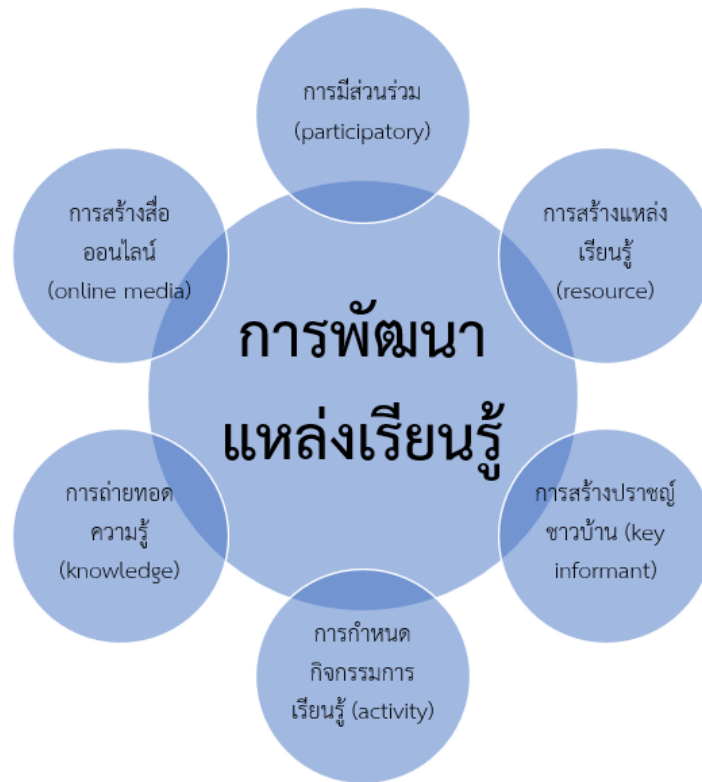 การมีส่วนร่วม
(participatory)
การสร้างสื่อ
ออนไลน์
(online media)
การสร้างแหล่ง
เรียนรู้
(resource)
การพัฒนา
แหล่งเรียนรู้
การถ่ายทอด
ความรู้
(knowledge)
การสร้างปราชญ์
ชาวบ้าน (key
informant)
การกำหนด
กิจกรรมการ
เรียนรู้ (activity)